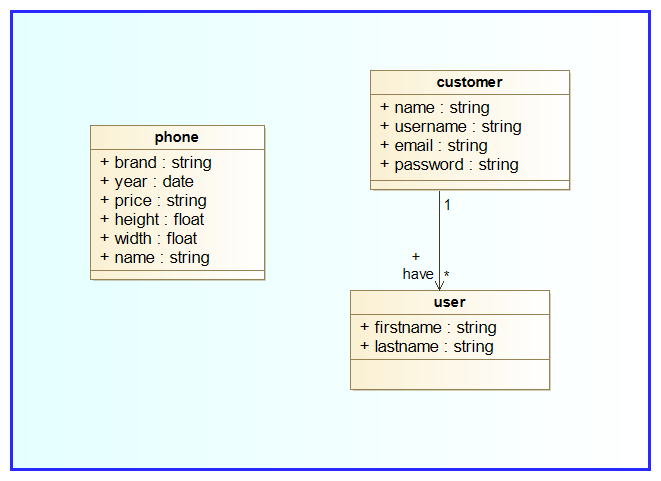 phone
+ brand : string
+ year : date
+ price : string
+ height : float
+ width : float
+ name : string
customer
+ name : string
+ username : string
+ email : string
+ password : string
1
+
have
*
user
+ firstname : string
+ lastname : string